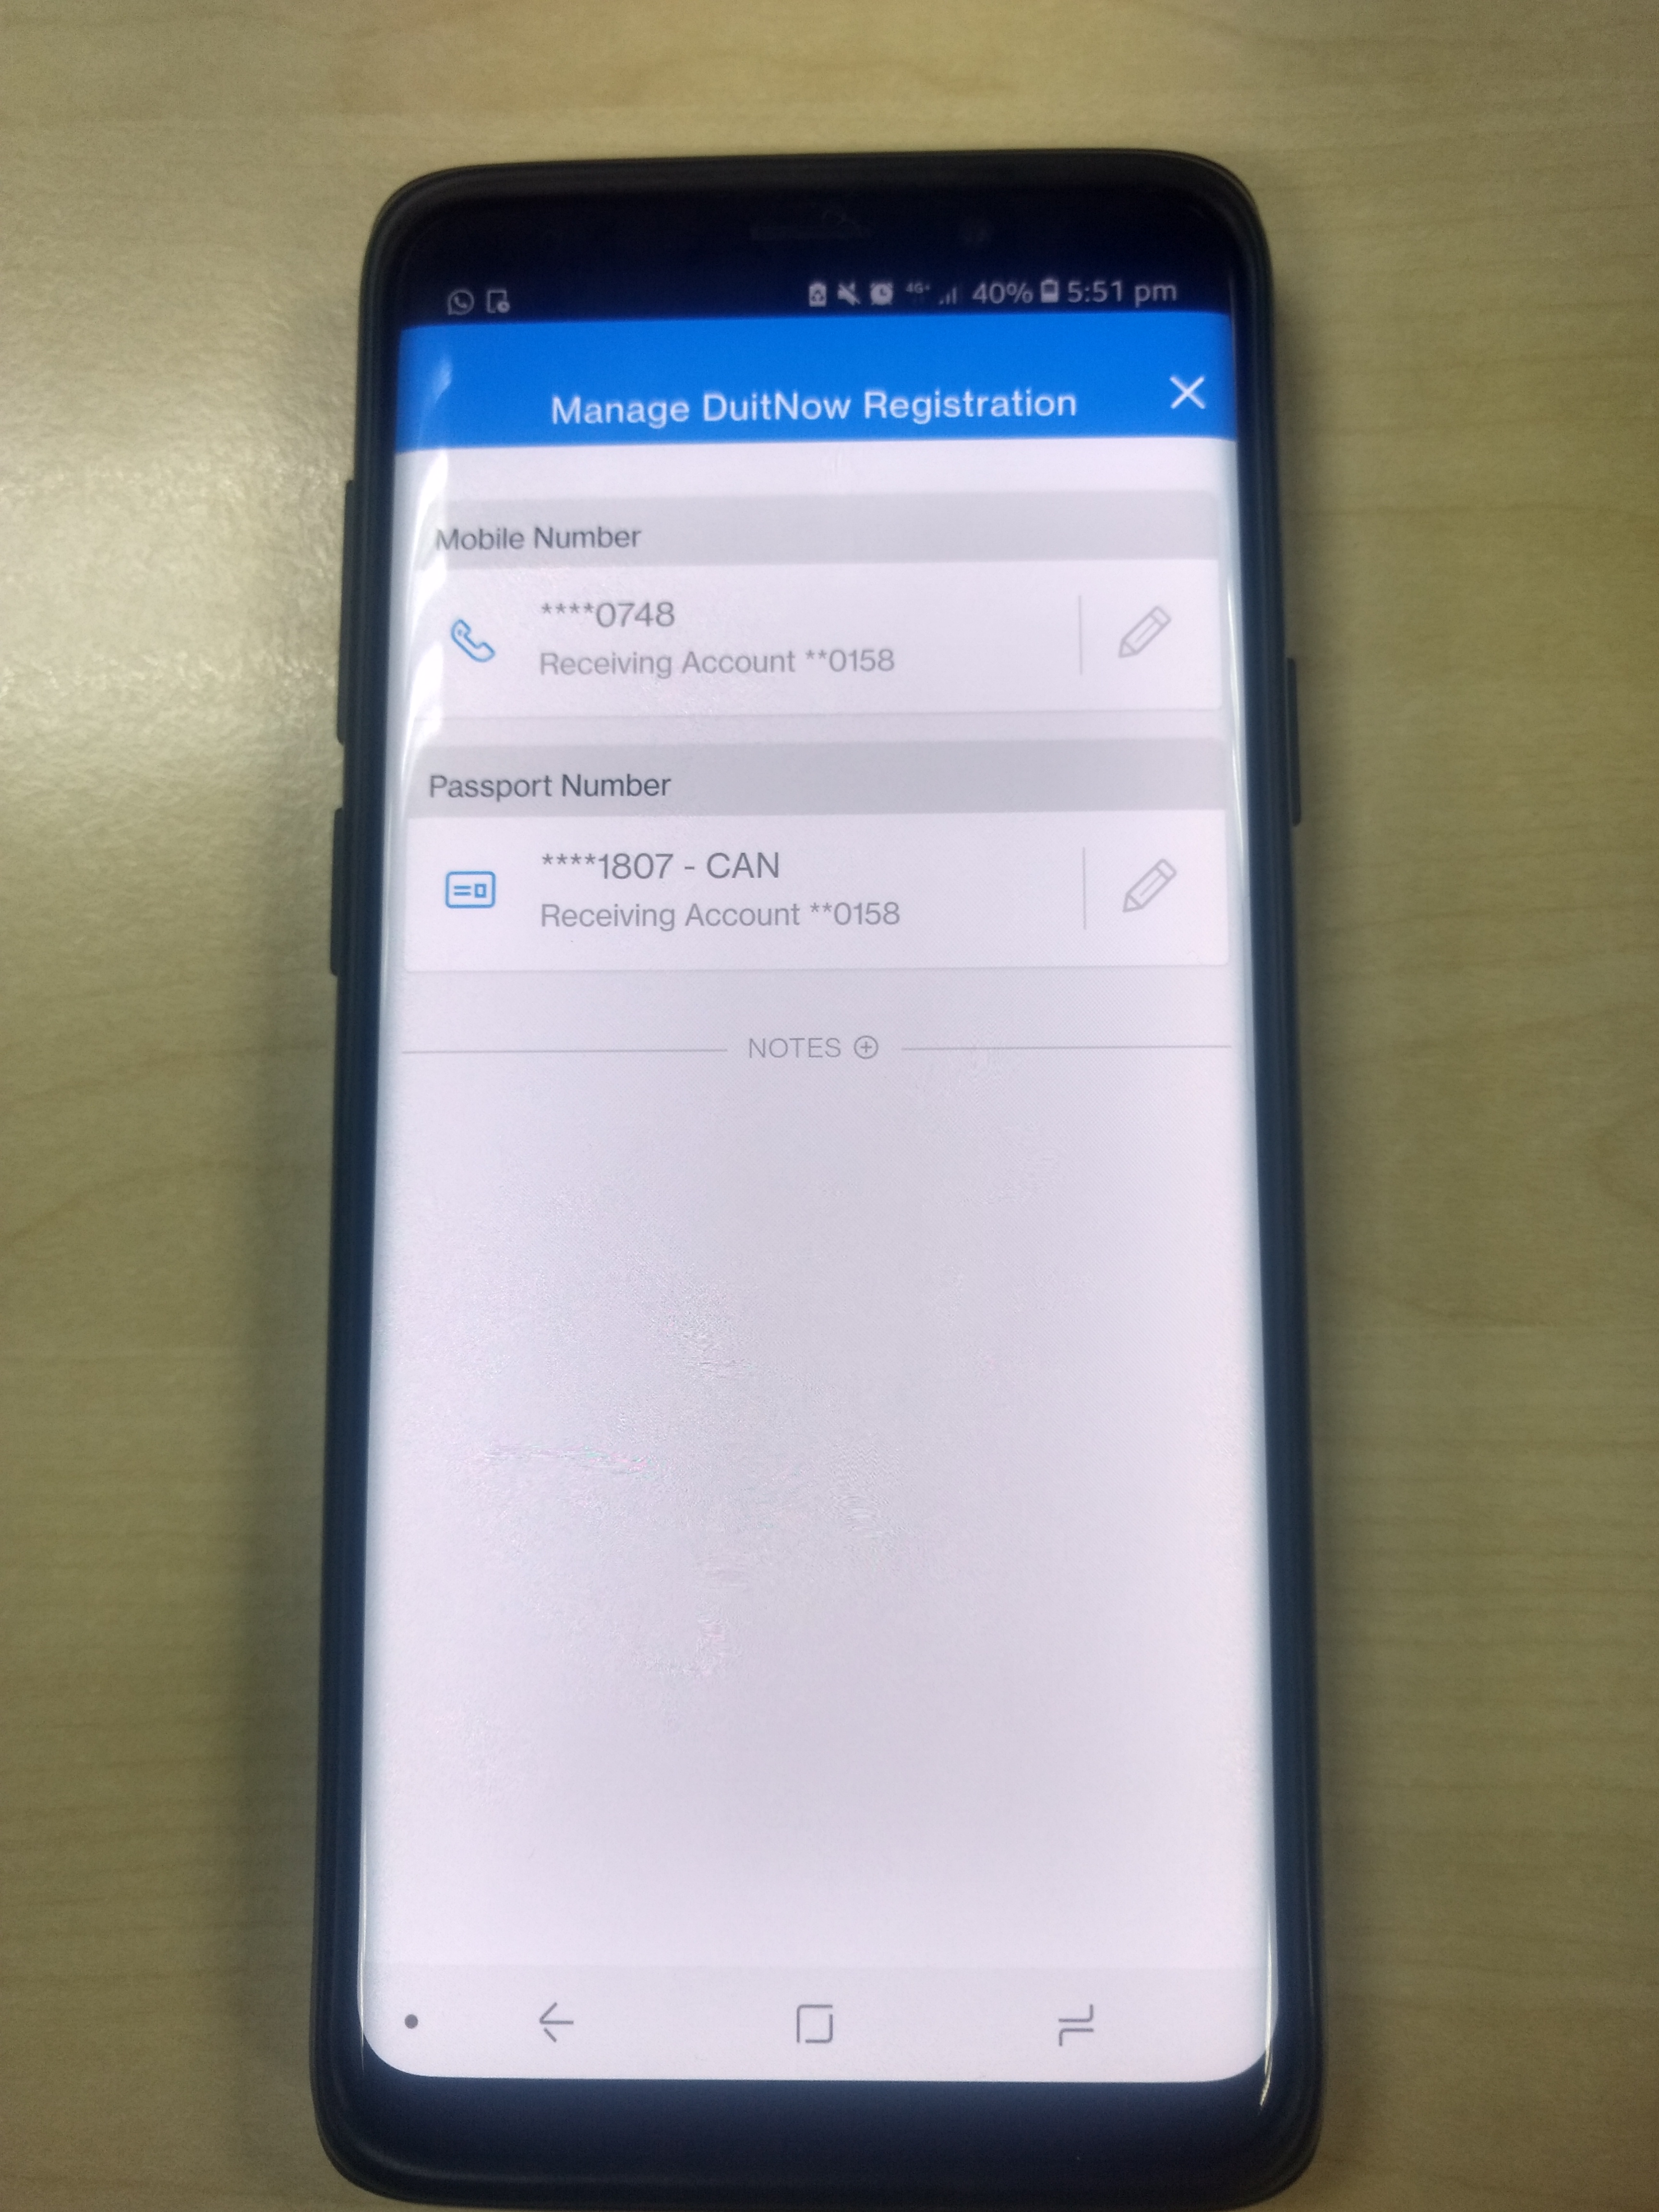 4G+ 40% 5:51 pm
Manage DuitNow Registration
Mobile Number
****0748
Receiving Account **0158
Passport Number
****1807 - CAN
Receiving Account **0158
NOTES